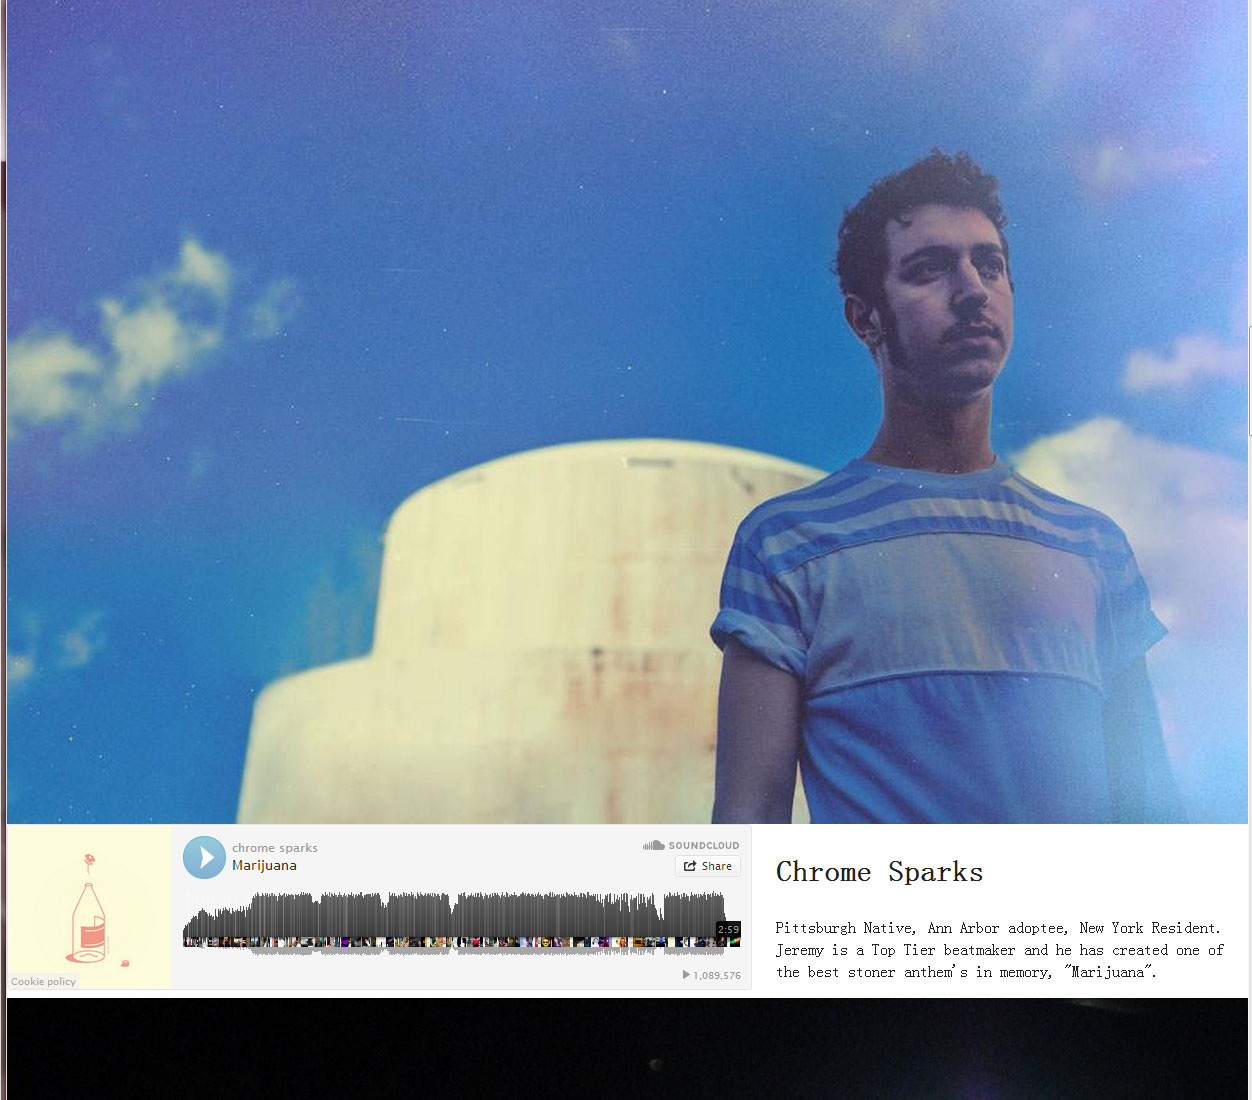 chrome sparks
Marijuana
SOUNDCLOUD
Share
2:59
1,089,576
Cookie policy
Chrome Sparks
Pittsburgh Native, Ann Arbor adoptee, New York Resident.
Jeremy is a Top Tier beatmaker and he has created one of
the best stoner anthem's in memory, "Marijuana".